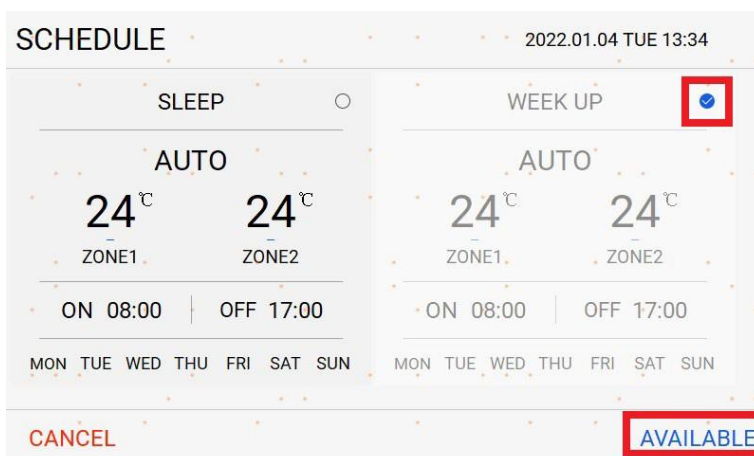 SCHEDULE 2022.01.04 TUE 13:34
SLEEP WEEK UP
AUTO AUTO
24℃ 24℃ 24℃ 24℃
ZONE1 ZONE2 ZONE1 ZONE2
ON 08:00 OFF 17:00 ON 08:00 OFF 17:00
MON TUE WED THU FRI SAT SUN MON TUE WED THU FRI SAT SUN
CANCEL AVAILABLE